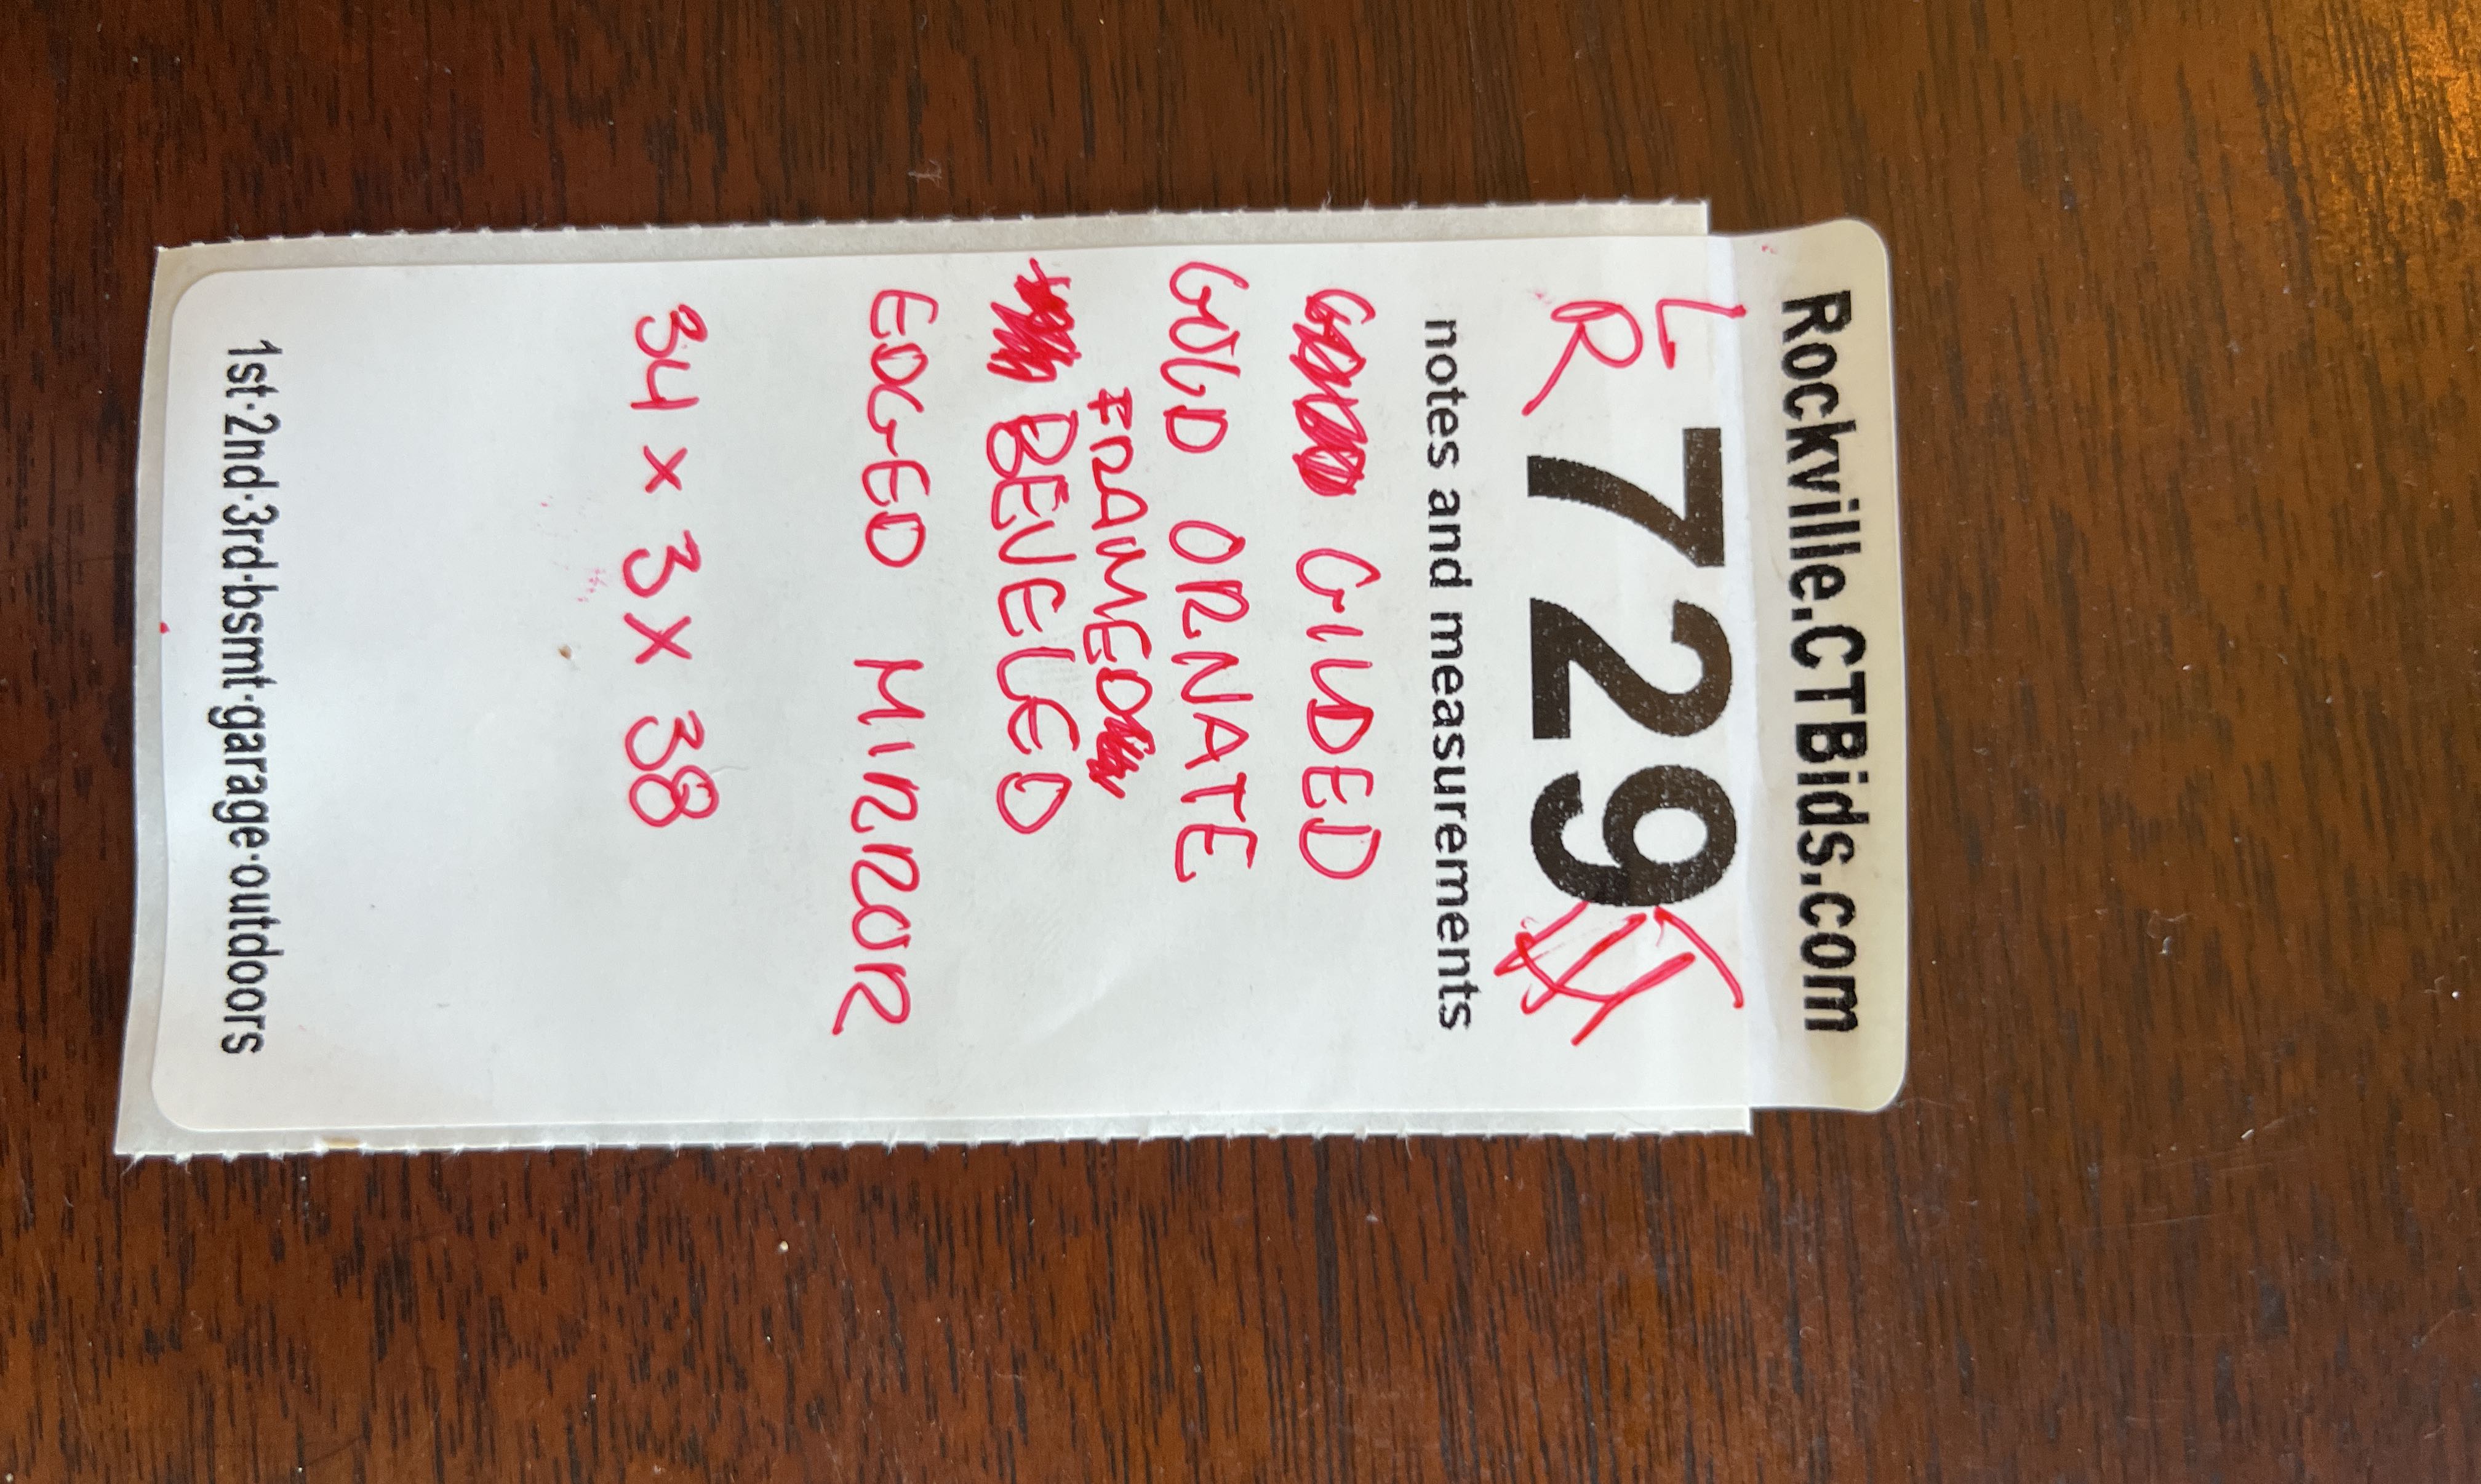 Rockville.CTBids.com
LR 729
notes and measurements
GILDED
GOLD ORNATE
FRAMED
BEVELED
EDGED MIRROR
34 x 3 x 38
1st·2nd·3rd·bsmt·garage·outdoors